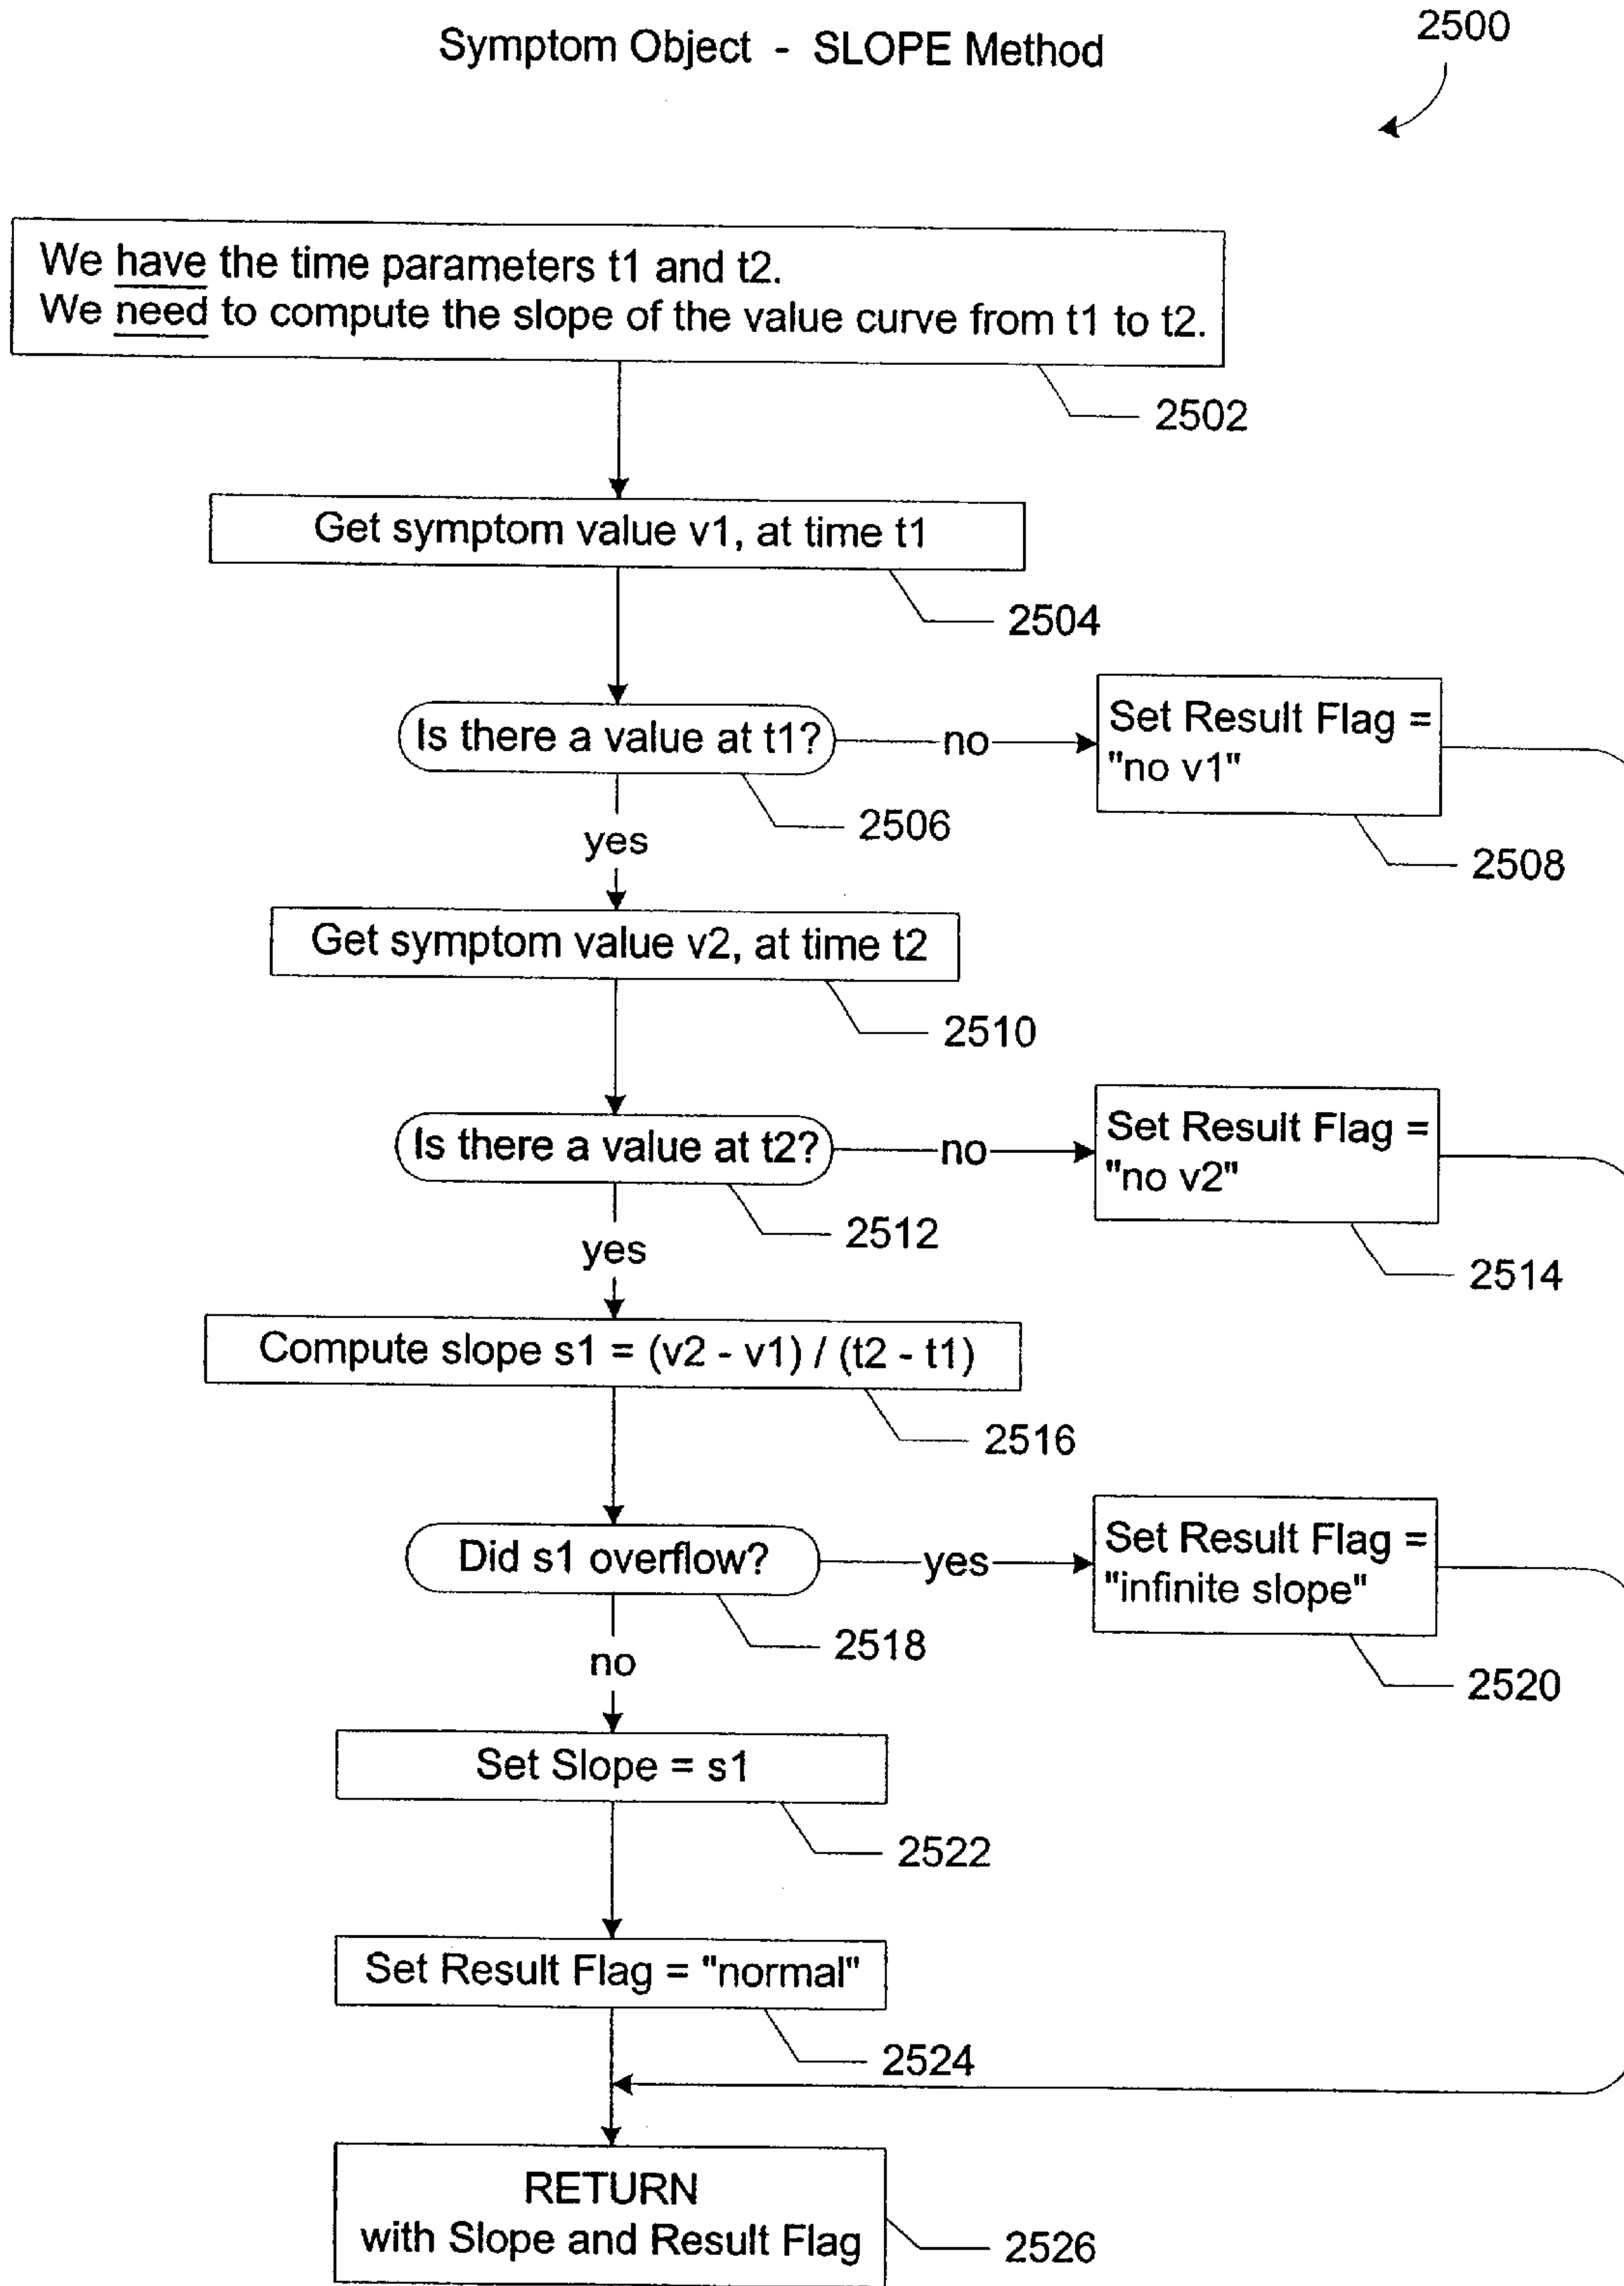 Symptom Object - SLOPE Method
2500
We have the time parameters t1 and t2.
We need to compute the slope of the value curve from t1 to t2.
2502
Get symptom value v1, at time t1
2504
Is there a value at t1?
no
Set Result Flag =
"no v1"
2506
2508
yes
Get symptom value v2, at time t2
2510
Is there a value at t2?
no
Set Result Flag =
"no v2"
2512
2514
yes
Compute slope s1 = (v2 - v1) / (t2 - t1)
2516
Did s1 overflow?
yes
Set Result Flag =
"infinite slope"
2518
2520
no
Set Slope = s1
2522
Set Result Flag = "normal"
2524
RETURN
with Slope and Result Flag
2526